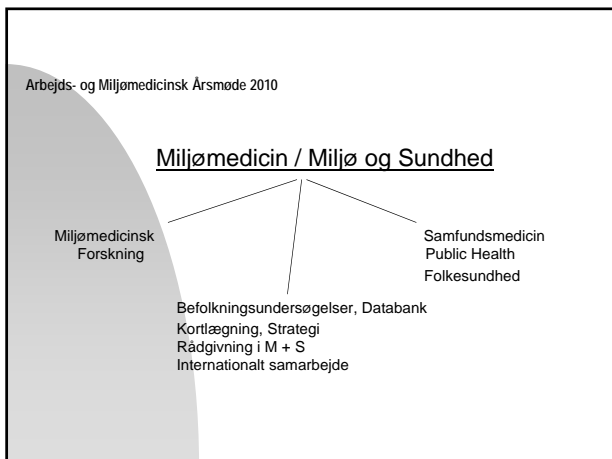 Arbejds- og Miljømedicinsk Årsmøde 2010
Miljømedicin / Miljø og Sundhed
Miljømedicinsk
Forskning
Samfundsmedicin
Public Health
Folkesundhed
Befolkningsundersøgelser, Databank
Kortlægning, Strategi
Rådgivning i M + S
Internationalt samarbejde